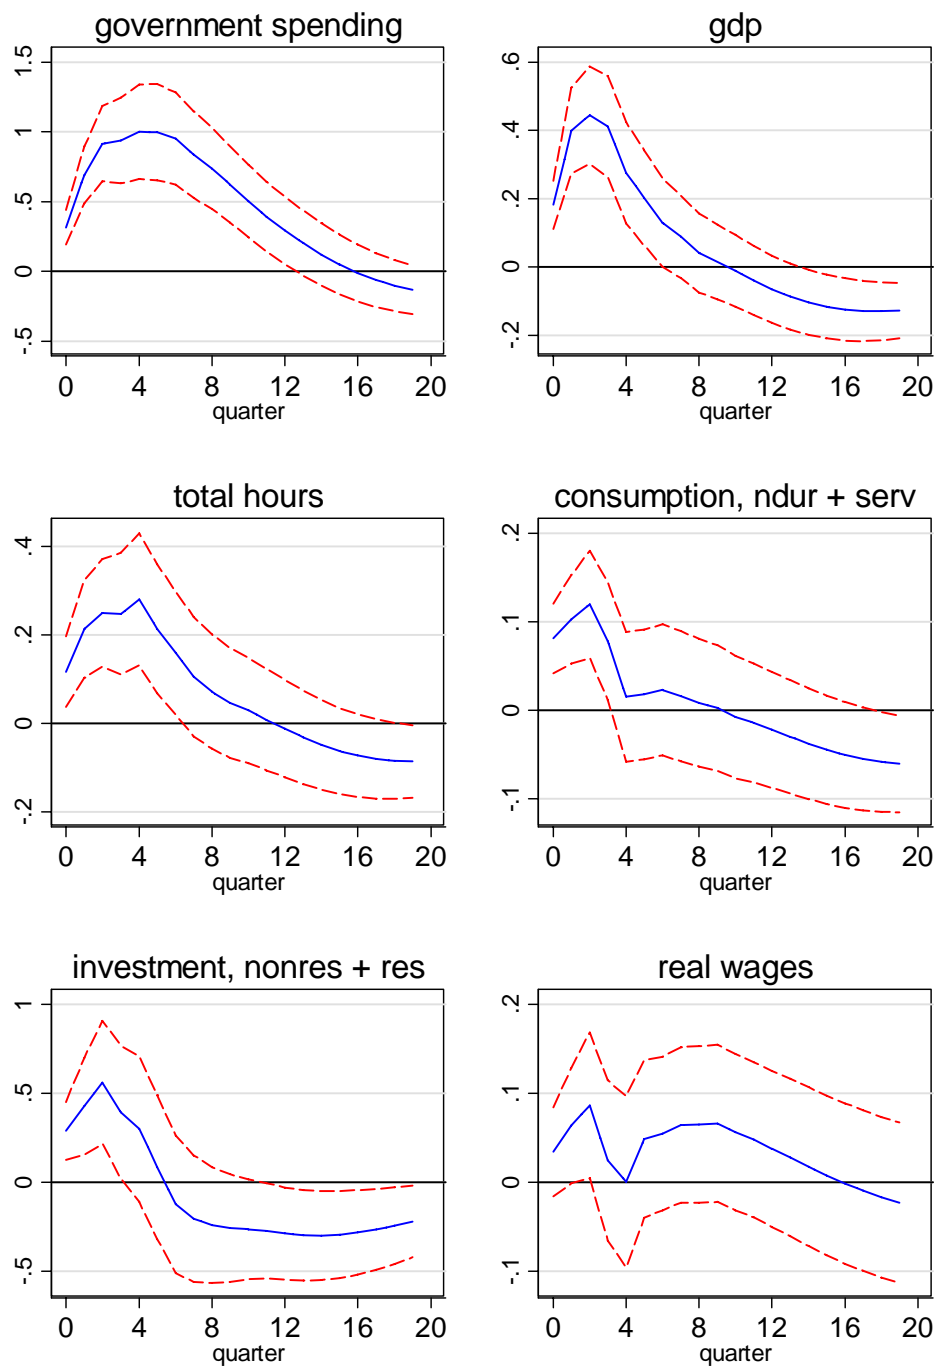 government spending
1.5
1
.5
0
-.5
0 4 8 12 16 20
quarter
gdp
.6
.4
.2
0
-.2
0 4 8 12 16 20
quarter
total hours
.4
.2
0
-.2
0 4 8 12 16 20
quarter
consumption, ndur + serv
.2
.1
0
-.1
0 4 8 12 16 20
quarter
investment, nonres + res
1
.5
0
-.5
0 4 8 12 16 20
quarter
real wages
.2
.1
0
-.1
0 4 8 12 16 20
quarter